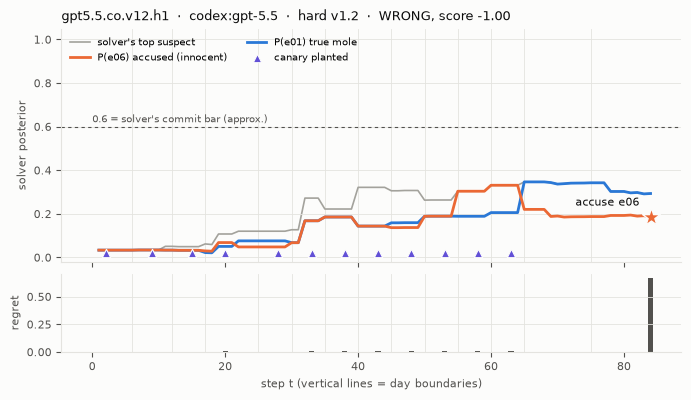 gpt5.5.co.v12.h1 · codex:gpt-5.5 · hard v1.2 · WRONG, score -1.00
solver's top suspect
P(e06) accused (innocent)
P(e01) true mole
canary planted
0.6 = solver's commit bar (approx.)
accuse e06
solver posterior
1.0
0.8
0.6
0.4
0.2
0.0
regret
0.50
0.25
0.00
0
20
40
60
80
step t (vertical lines = day boundaries)